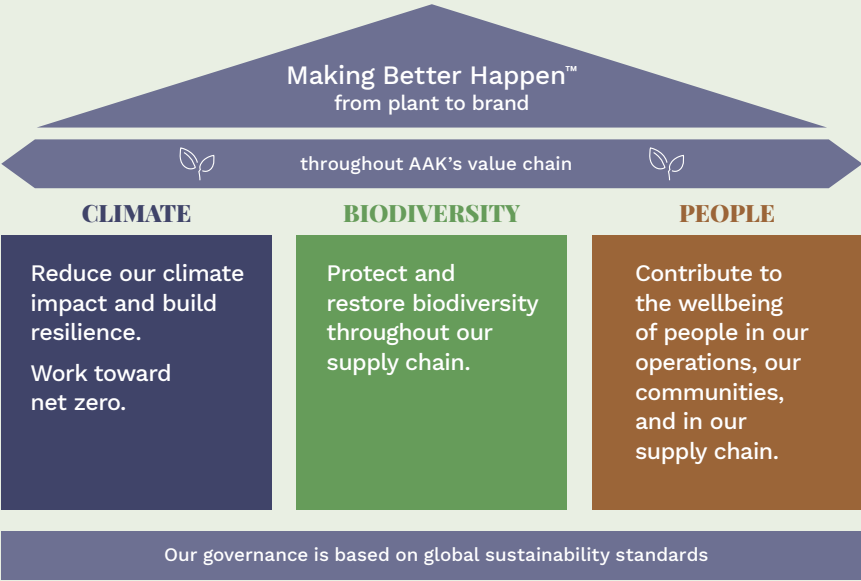 Making Better Happen™
from plant to brand
throughout AAK’s value chain
CLIMATE
Reduce our climate
impact and build
resilience.
Work toward
net zero.
BIODIVERSITY
Protect and
restore biodiversity
throughout our
supply chain.
PEOPLE
Contribute to
the wellbeing
of people in our
operations, our
communities,
and in our
supply chain.
Our governance is based on global sustainability standards